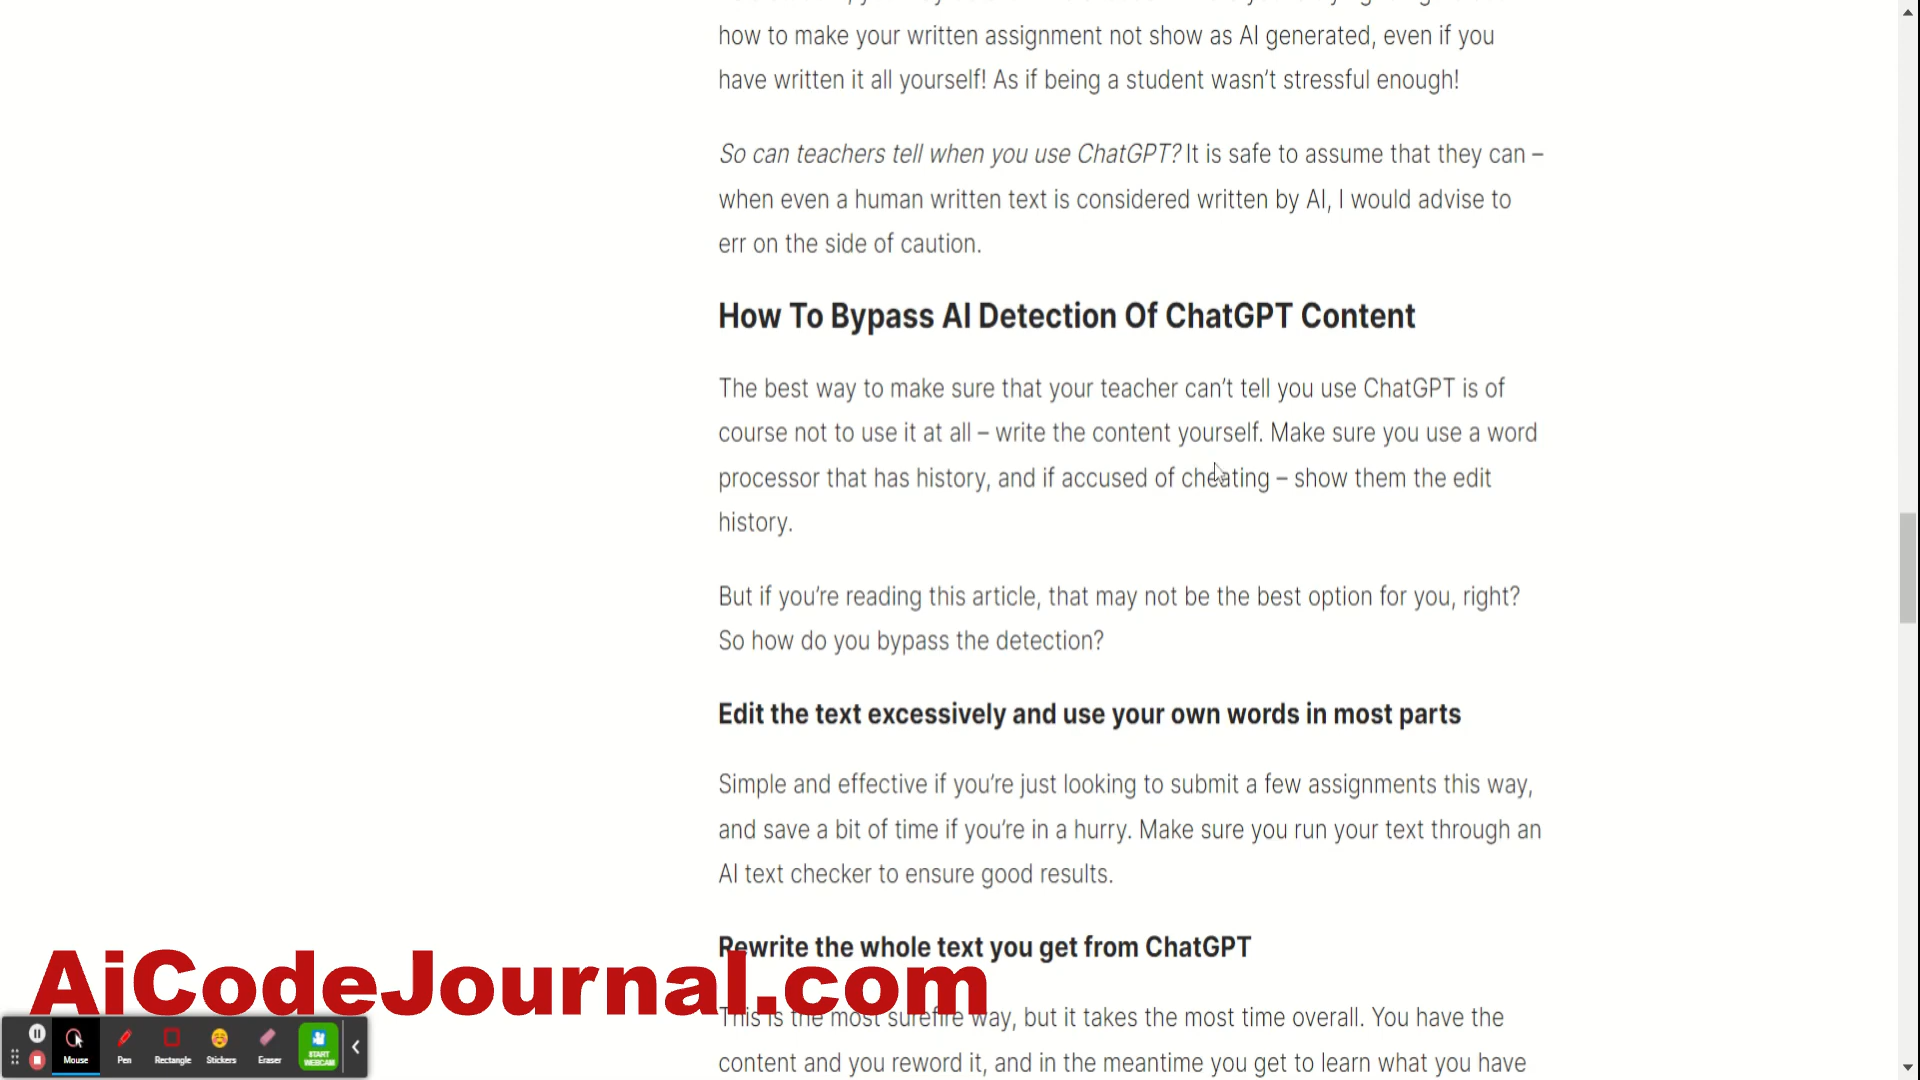 how to make your written assignment not show as AI generated, even if you
have written it all yourself! As if being a student wasn’t stressful enough!
So can teachers tell when you use ChatGPT? It is safe to assume that they can –
when even a human written text is considered written by AI, I would advise to
err on the side of caution.
How To Bypass AI Detection Of ChatGPT Content
The best way to make sure that your teacher can’t tell you use ChatGPT is of
course not to use it at all – write the content yourself. Make sure you use a word
processor that has history, and if accused of cheating – show them the edit
history.
But if you’re reading this article, that may not be the best option for you, right?
So how do you bypass the detection?
Edit the text excessively and use your own words in most parts
Simple and effective if you’re just looking to submit a few assignments this way,
and save a bit of time if you’re in a hurry. Make sure you run your text through an
AI text checker to ensure good results.
Rewrite the whole text you get from ChatGPT
AiCodeJournal.com
This is the most surefire way, but it takes the most time overall. You have the
content and you reword it, and in the meantime you get to learn what you have
Mouse Pen Rectangle Stickers Eraser START WEBCAM